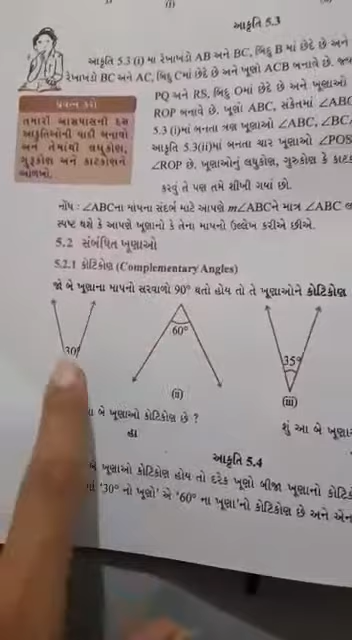 (i)
(ii)
આકૃતિ 5.3
આકૃતિ 5.3 (i) માં રેખાખંડો AB અને BC, બિંદુ B માં છેદે છે અને
રેખાખંડો BC અને AC, બિંદુ Cમાં છેદે છે અને ખૂણો ACB બનાવે છે.
PQ અને RS, બિંદુ Oમાં છેદે છે અને ખૂણાઓ
પ્રયત્ન કરો
ROP બનાવે છે. ખૂણો ABC, સંકેતમાં ∠ABC
તમારી આસપાસની દસ
આકૃતિઓની યાદી બનાવો
અને તેમાંથી લઘુકોણ,
ગુરુકોણ અને કાટકોણને
ઓળખો.
5.3 (i)માં બનતા ત્રણ ખૂણાઓ ∠ABC, ∠BCA
આકૃતિ 5.3(ii)માં બનતા ચાર ખૂણાઓ ∠POS
∠ROP છે. ખૂણાઓનું લઘુકોણ, ગુરુકોણ કે
કરવું તે પણ તમે શીખી ગયાં છો.
નોંધ : ∠ABCના માપના સંદર્ભ માટે આપણે m∠ABCને માત્ર ∠ABC
સ્પષ્ટ થશે કે આપણે ખૂણાનો કે તેના માપનો ઉલ્લેખ કરીએ છીએ.
5.2 સંબંધિત ખૂણાઓ
5.2.1 કોટિકોણ (Complementary Angles)
જો બે ખૂણાના માપનો સરવાળો 90° થતો હોય તો તે ખૂણાઓને કોટિકોણ
30°
60°
35°
(ii)
(iii)
આ બે ખૂણાઓ કોટિકોણ છે ?
શું આ બે ખૂણા
હા
આકૃતિ 5.4
બે ખૂણાઓ કોટિકોણ હોય તો દરેક ખૂણો બીજા ખૂણાનો
'30° નો ખૂણો' એ '60° ના ખૂણા'નો કોટિકોણ છે અને